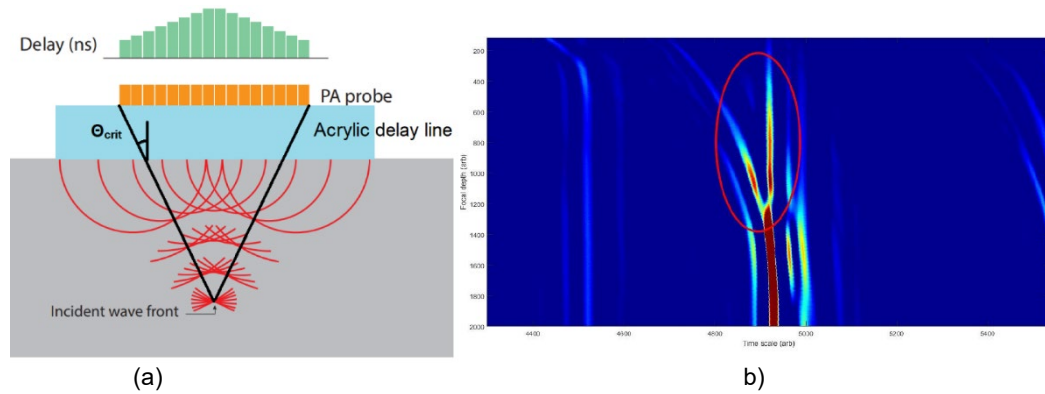 Delay (ns)
PA probe
Θcrit
Acrylic delay line
Incident wave front
(a)
200
400
600
800
1000
1200
1400
1600
1800
2000
Focal depth (arb)
4400
4600
4800
5000
5200
5400
Time scale (arb)
b)